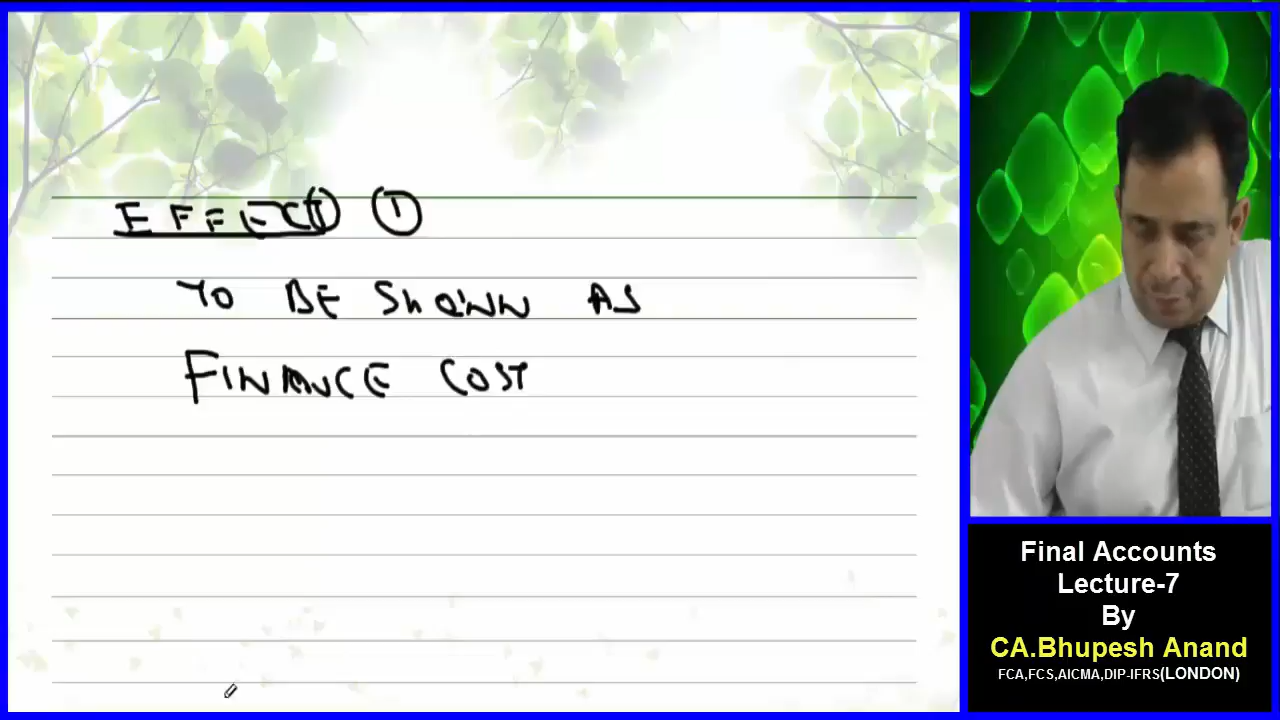 EFFECT ①
TO BE SHOWN AS
FINANCE COST
Final Accounts
Lecture-7
By
CA.Bhupesh Anand
FCA,FCS,AICMA,DIP-IFRS(LONDON)